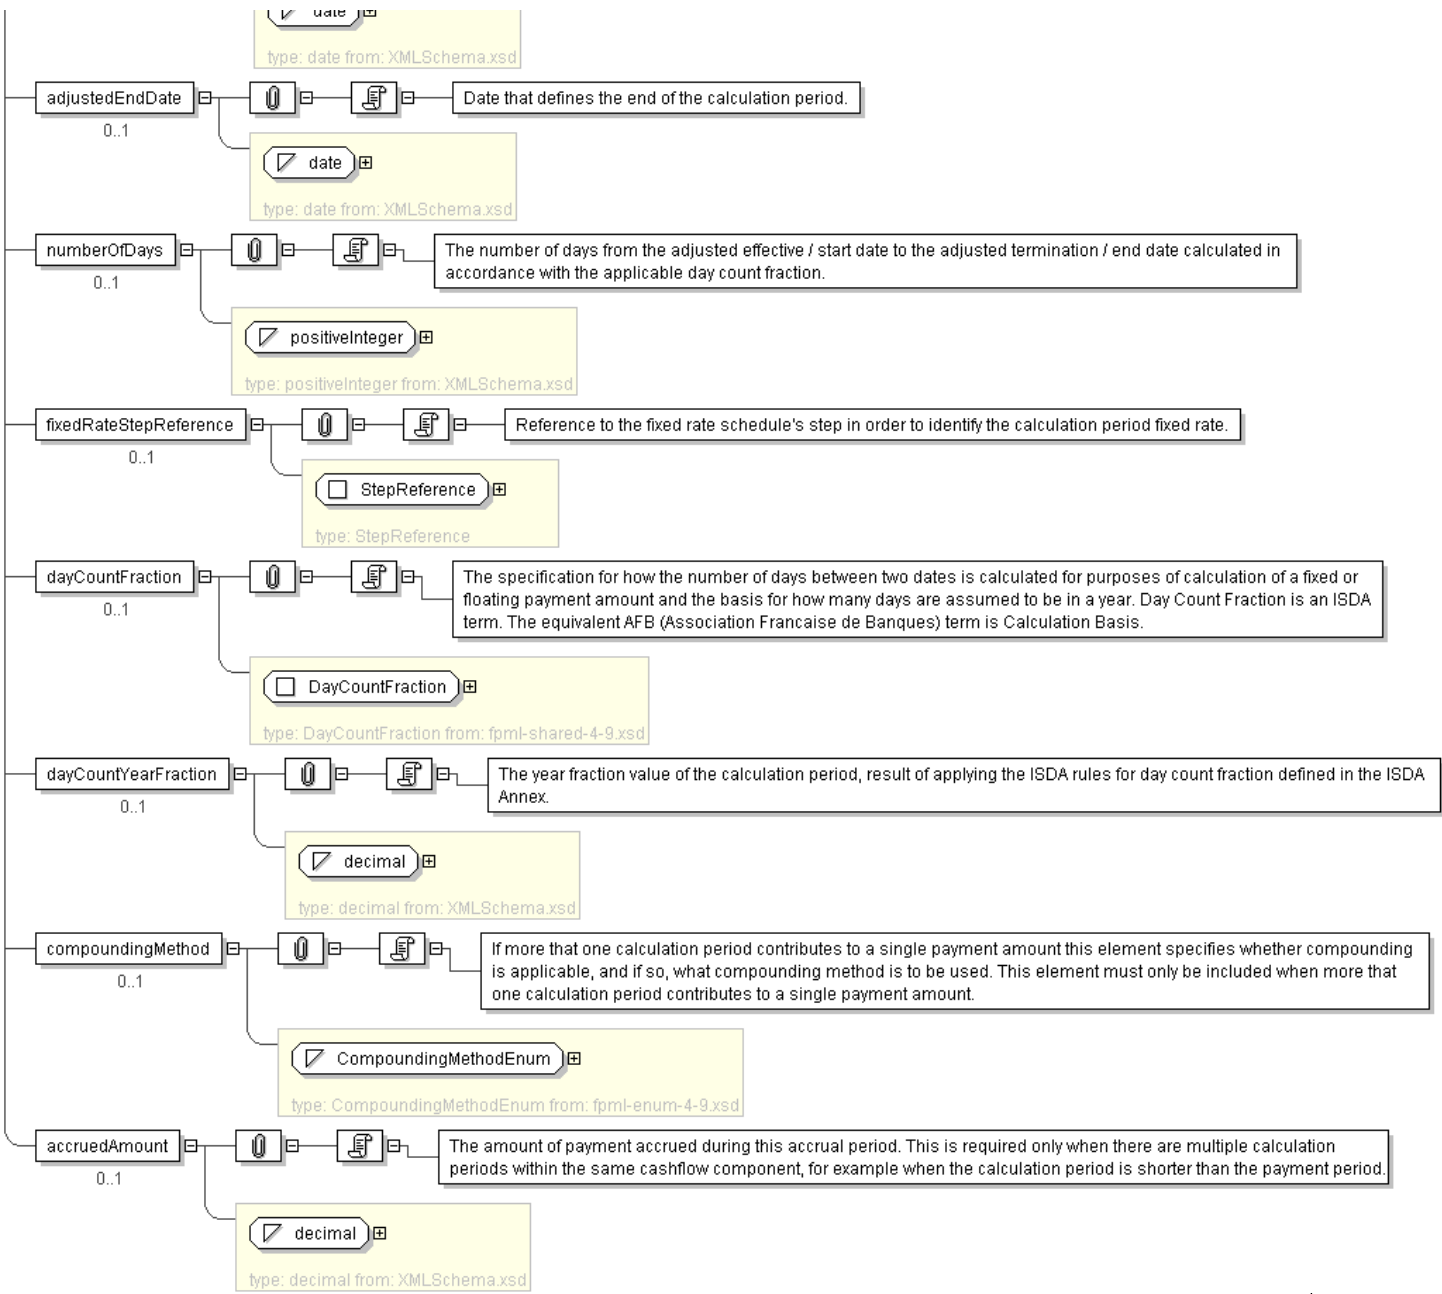 date
type: date from: XMLSchema.xsd
adjustedEndDate
Date that defines the end of the calculation period.
0..1
date
type: date from: XMLSchema.xsd
numberOfDays
The number of days from the adjusted effective / start date to the adjusted termination / end date calculated in
accordance with the applicable day count fraction.
0..1
positiveInteger
type: positiveInteger from: XMLSchema.xsd
fixedRateStepReference
Reference to the fixed rate schedule's step in order to identify the calculation period fixed rate.
0..1
StepReference
type: StepReference
dayCountFraction
The specification for how the number of days between two dates is calculated for purposes of calculation of a fixed or
floating payment amount and the basis for how many days are assumed to be in a year. Day Count Fraction is an ISDA
term. The equivalent AFB (Association Francaise de Banques) term is Calculation Basis.
0..1
DayCountFraction
type: DayCountFraction from: fpml-shared-4-9.xsd
dayCountYearFraction
The year fraction value of the calculation period, result of applying the ISDA rules for day count fraction defined in the ISDA
Annex.
0..1
decimal
type: decimal from: XMLSchema.xsd
compoundingMethod
If more that one calculation period contributes to a single payment amount this element specifies whether compounding
is applicable, and if so, what compounding method is to be used. This element must only be included when more that
one calculation period contributes to a single payment amount.
0..1
CompoundingMethodEnum
type: CompoundingMethodEnum from: fpml-enum-4-9.xsd
accruedAmount
The amount of payment accrued during this accrual period. This is required only when there are multiple calculation
periods within the same cashflow component, for example when the calculation period is shorter than the payment period.
0..1
decimal
type: decimal from: XMLSchema.xsd